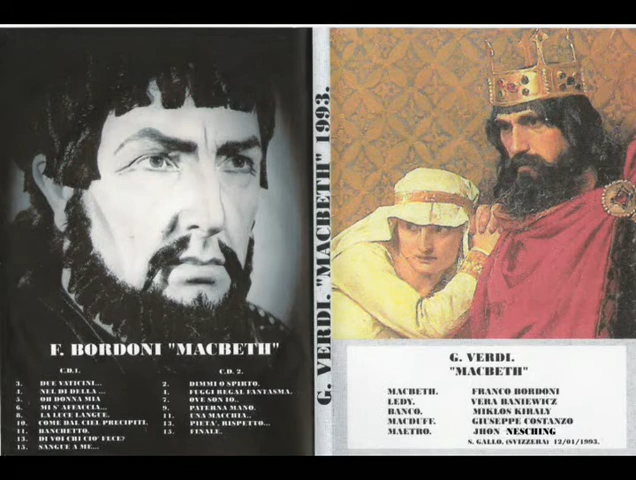 F. BORDONI "MACBETH"
C.D.1.
3. DUE VATICINI...
4. NEL DI DELLA ...
5. OH DONNA MIA
6. MI S' AFFACCIA...
8. LA LUCE LANGUE.
10. COME DAL CIEL PRECIPITI.
11. BANCHETTO.
13. DI VOI CHI CIO' FECE?
15. SANGUE A ME...
C.D. 2.
2. DIMMI O SPIRTO.
4. FUGGI REGAL FANTASMA.
7. OVE SON IO..
9. PATERNA MANO.
11. UNA MACCHIA..
13. PIETA', RISPETTO...
15. FINALE.
G. VERDI. "MACBETH" 1993.
G. VERDI.
"MACBETH"
MACBETH. FRANCO BORDONI
LEDY. VERA BANIEWICZ
BANCO. MIKLOS KIRALY
MACDUFF. GIUSEPPE COSTANZO
MAETRO. JHON NESCHING
S. GALLO. (SVIZZERA) 12/01/1993.